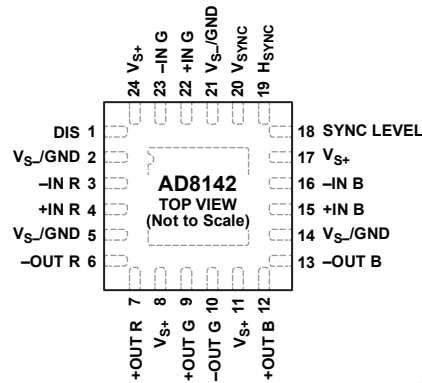 24 VS+
23 –IN G
22 +IN G
21 VS–/GND
20 VSYNC
19 HSYNC
DIS 1
VS–/GND 2
–IN R 3
+IN R 4
VS–/GND 5
–OUT R 6
AD8142
TOP VIEW
(Not to Scale)
18 SYNC LEVEL
17 VS+
16 –IN B
15 +IN B
14 VS–/GND
13 –OUT B
+OUT R 7
VS+ 8
+OUT G 9
–OUT G 10
VS+ 11
+OUT B 12